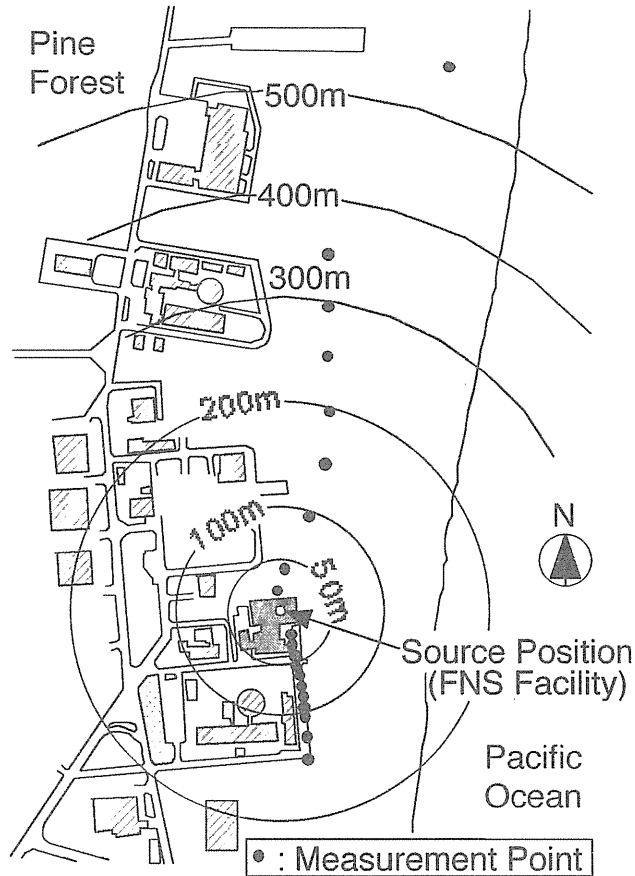 Pine
Forest
500m
400m
300m
200m
100m
50m
N
Source Position
(FNS Facility)
Pacific
Ocean
● : Measurement Point